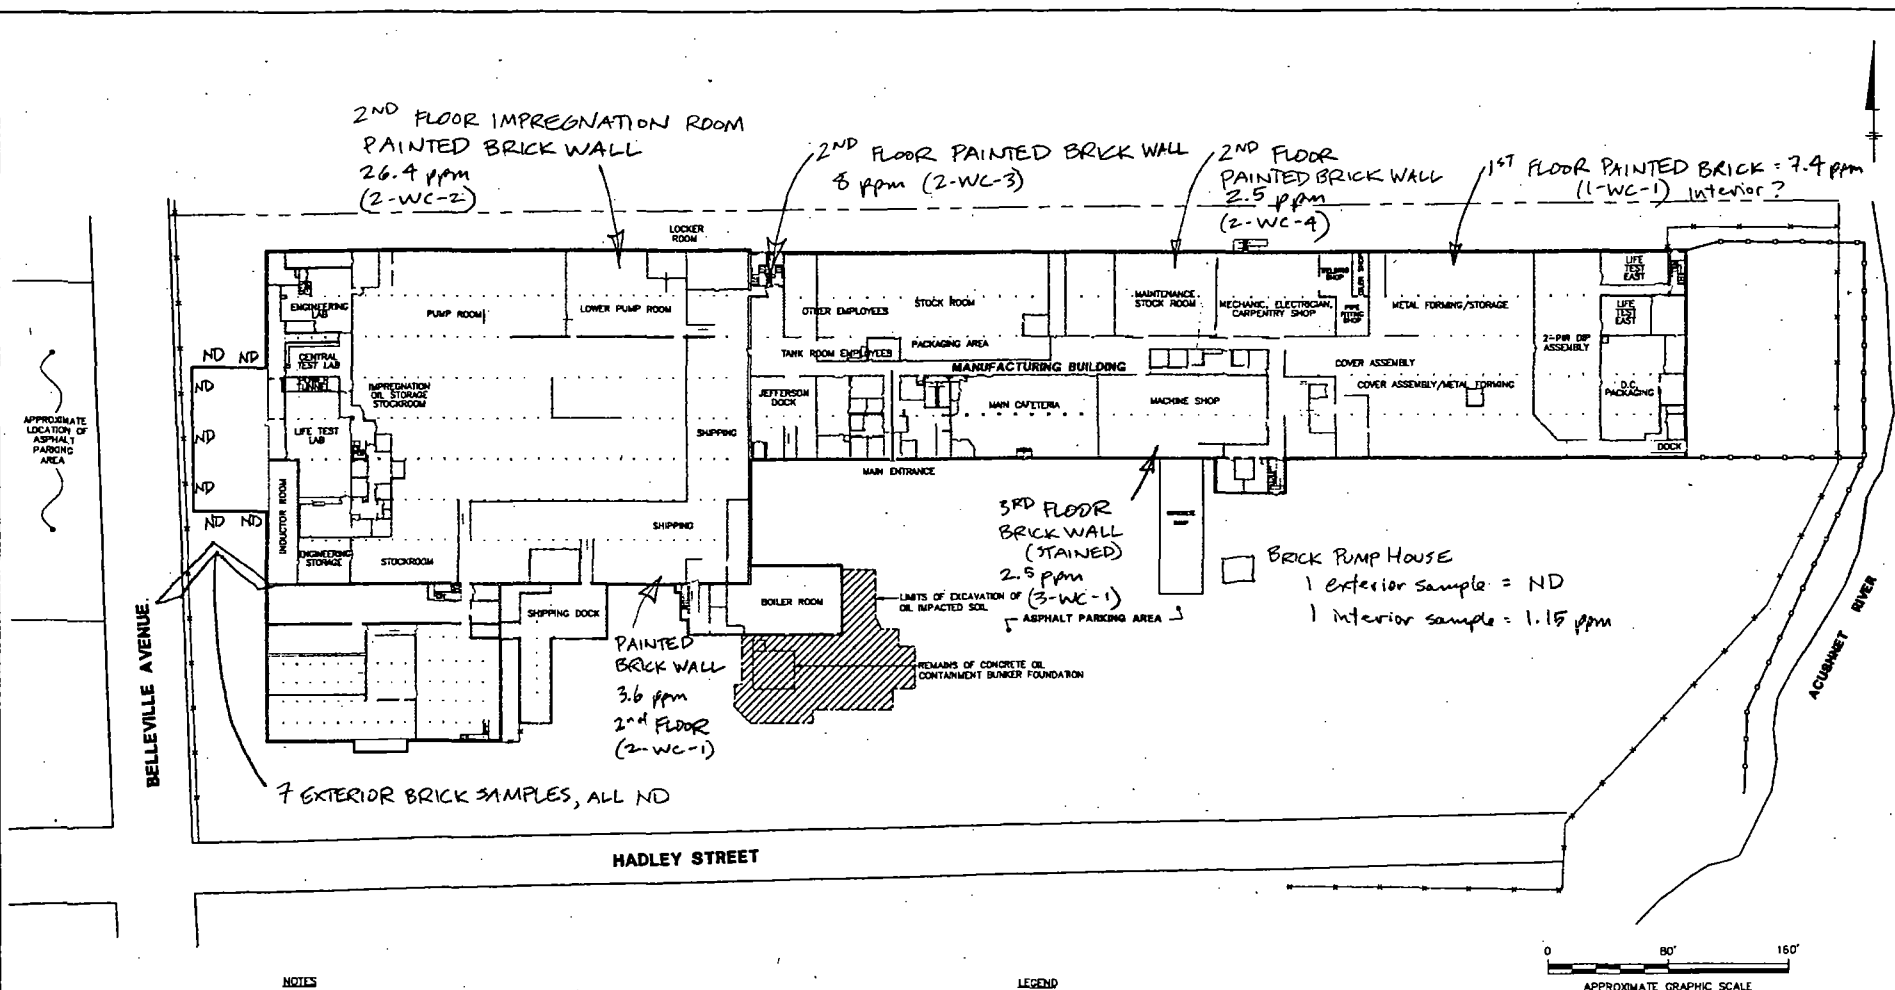 2ND FLOOR IMPREGNATION ROOM
PAINTED BRICK WALL
26.4 ppm
(2-WC-2)
2ND FLOOR PAINTED BRICK WALL
8 ppm (2-WC-3)
2ND FLOOR
PAINTED BRICK WALL
2.5 ppm
(2-WC-4)
1ST FLOOR PAINTED BRICK = 7.4 ppm
(1-WC-1) interior?
LOCKER
ROOM
ENGINEERING
LAB
PUMP ROOM
LOWER PUMP ROOM
OTHER EMPLOYEES
STOCK ROOM
MAINTENANCE
STOCK ROOM
MECHANIC, ELECTRICIAN,
CARPENTRY SHOP
WELDING
SHOP
PIPE
FITTING
SHOP
METAL FORMING/STORAGE
LIFE
TEST
EAST
LIFE
TEST
EAST
CENTRAL
TEST LAB
TUNNEL
TANK ROOM EMPLOYEES
PACKAGING AREA
MANUFACTURING BUILDING
COVER ASSEMBLY
2-PIR DIP
ASSEMBLY
IMPREGNATION
OIL STORAGE
STOCKROOM
JEFFERSON
DOCK
MAIN CAFETERIA
MACHINE SHOP
COVER ASSEMBLY/METAL FORMING
D.C.
PACKAGING
LIFE TEST
LAB
SHIPPING
DOCK
MAIN ENTRANCE
ND ND
ND
ND
ND
ND ND
APPROXIMATE
LOCATION OF
ASPHALT
PARKING
AREA
INDUCTOR ROOM
ENGINEERING
STORAGE
STOCKROOM
SHIPPING
3RD FLOOR
BRICK WALL
(STAINED)
2.5 ppm
(3-WC-1)
BRICK PUMP HOUSE
1 exterior sample = ND
1 interior sample = 1.15 ppm
SHIPPING DOCK
BOILER ROOM
LIMITS OF EXCAVATION OF
OIL IMPACTED SOIL
ASPHALT PARKING AREA
PAINTED
BRICK WALL
3.6 ppm
2nd FLOOR
(2-WC-1)
REMAINS OF CONCRETE OIL
CONTAINMENT BUNKER FOUNDATION
BELLEVILLE AVENUE
ACUSHNET RIVER
7 EXTERIOR BRICK SAMPLES, ALL ND
HADLEY STREET
0 80' 160'
APPROXIMATE GRAPHIC SCALE
NOTES
LEGEND